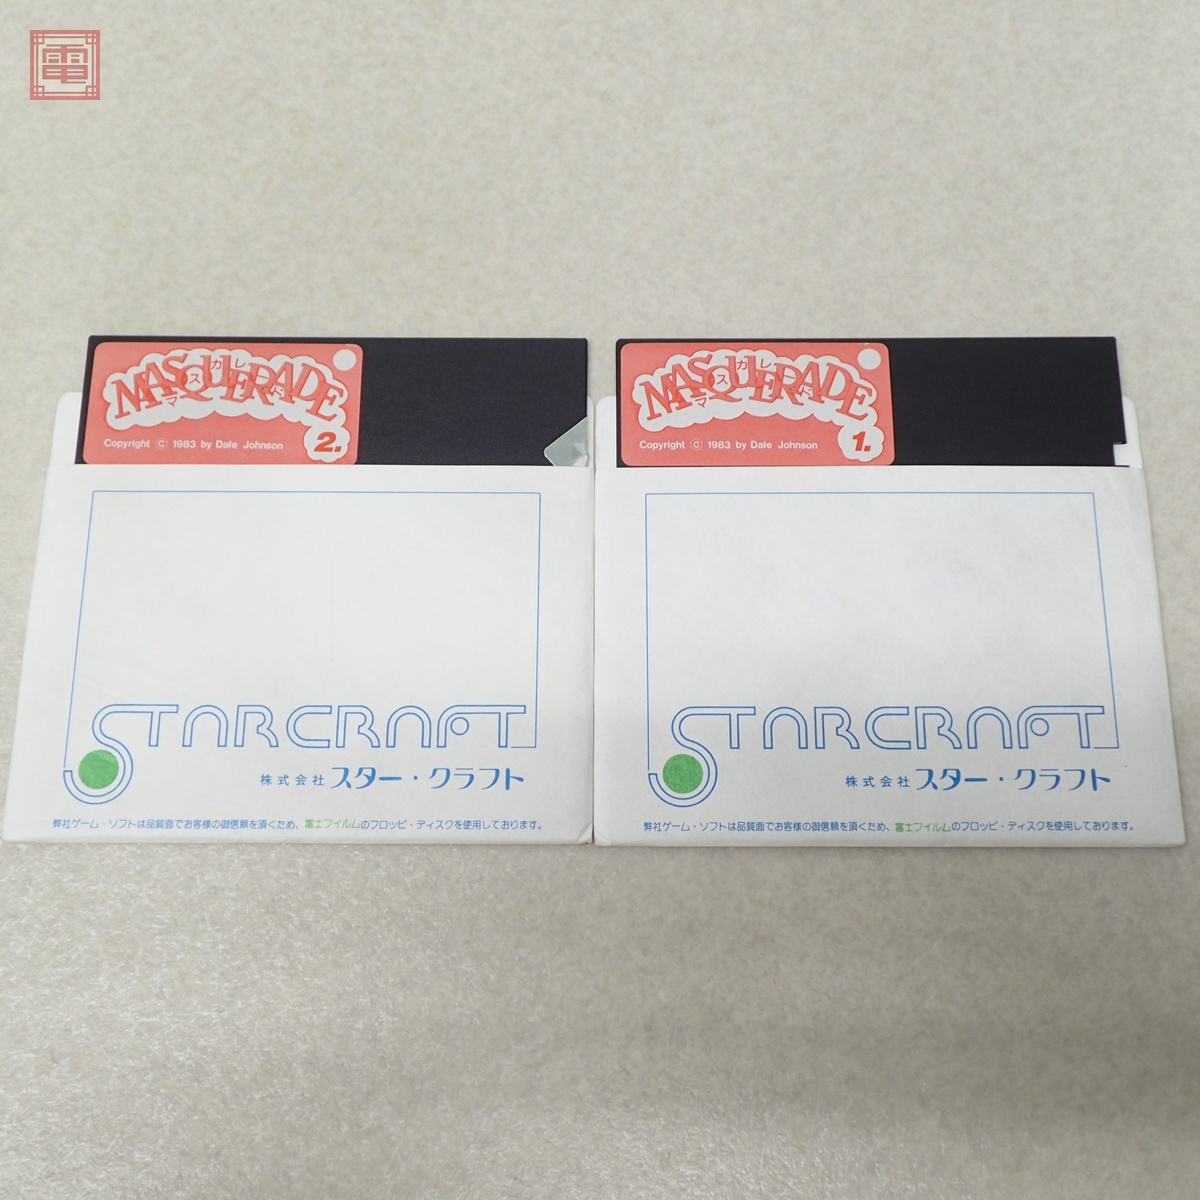 電
MASQUERADE
マスカレード
Copyright © 1983 by Dale Johnson
2.
STARCRAFT
株式会社 スター・クラフト
弊社ゲーム・ソフトは品質面でお客様の御信頼を頂くため、富士フイルムのフロッピ・ディスクを使用しております。
MASQUERADE
マスカレード
Copyright © 1983 by Dale Johnson
1.
STARCRAFT
株式会社 スター・クラフト
弊社ゲーム・ソフトは品質面でお客様の御信頼を頂くため、富士フイルムのフロッピ・ディスクを使用しております。